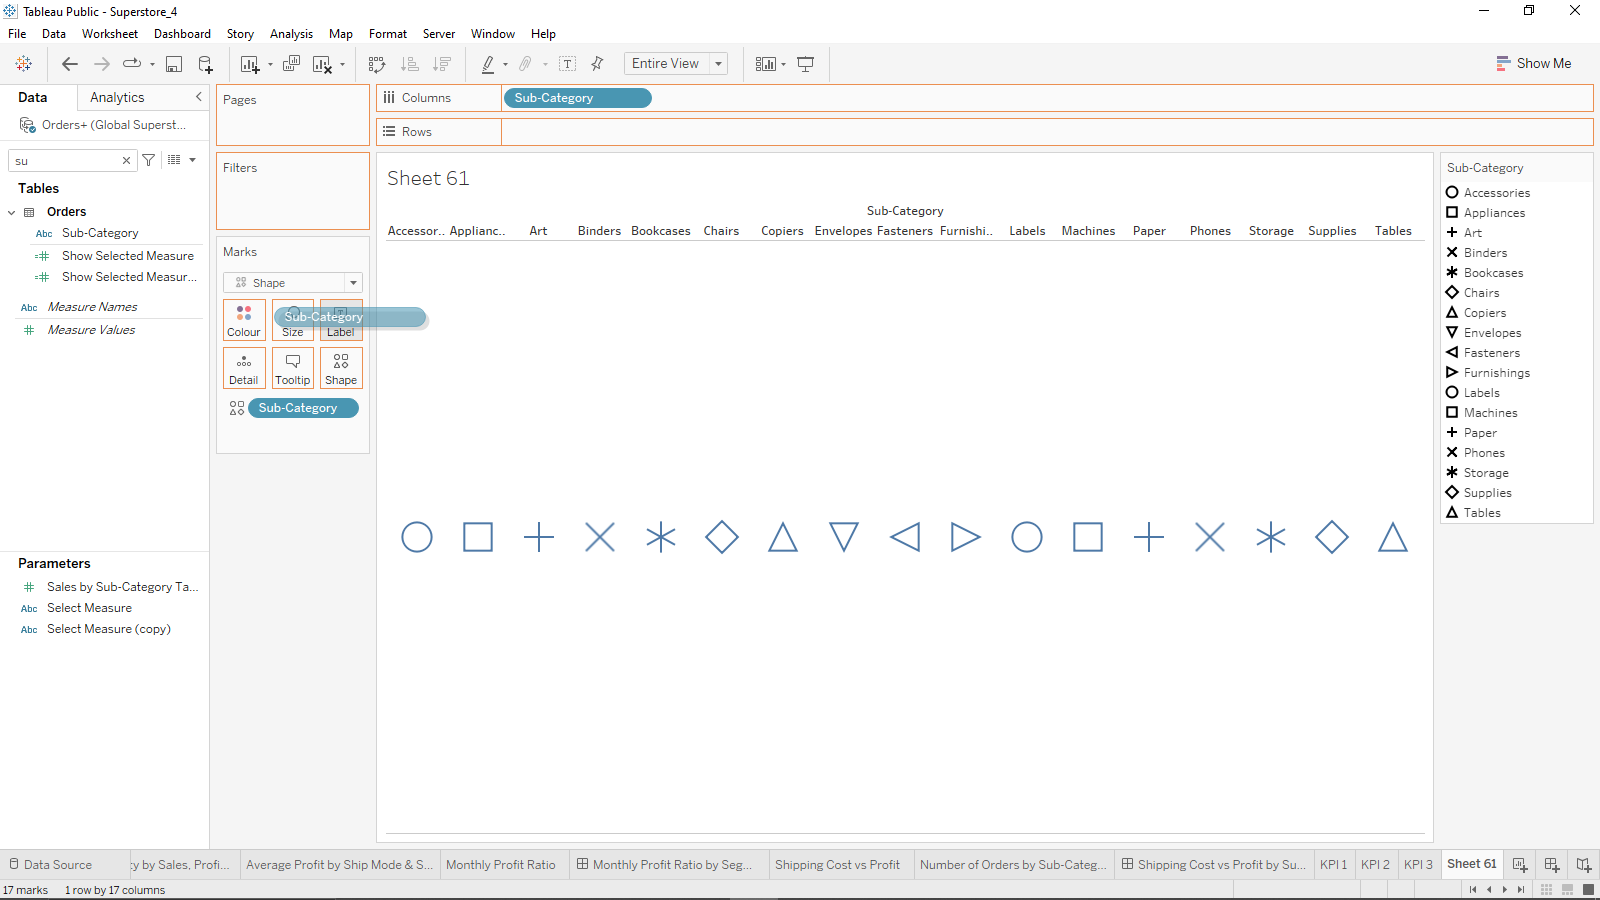 Tableau Public - Superstore_4
File Data Worksheet Dashboard Story Analysis Map Format Server Window Help
Entire View
Show Me
Data Analytics
Orders+ (Global Superst...
su
Tables
Orders
Abc Sub-Category
Show Selected Measure
Show Selected Measur...
Abc Measure Names
Measure Values
Parameters
Sales by Sub-Category Ta...
Abc Select Measure
Abc Select Measure (copy)
Pages
Filters
Marks
Shape
Colour Size Label
Sub-Category
Detail Tooltip Shape
Sub-Category
Columns Sub-Category
Rows
Sheet 61
Sub-Category
Accessor.. Applianc.. Art Binders Bookcases Chairs Copiers Envelopes Fasteners Furnishi.. Labels Machines Paper Phones Storage Supplies Tables
Sub-Category
Accessories
Appliances
Art
Binders
Bookcases
Chairs
Copiers
Envelopes
Fasteners
Furnishings
Labels
Machines
Paper
Phones
Storage
Supplies
Tables
Data Source ty by Sales, Profi... Average Profit by Ship Mode & S... Monthly Profit Ratio Monthly Profit Ratio by Seg... Shipping Cost vs Profit Number of Orders by Sub-Categ... Shipping Cost vs Profit by Su... KPI 1 KPI 2 KPI 3 Sheet 61
17 marks 1 row by 17 columns